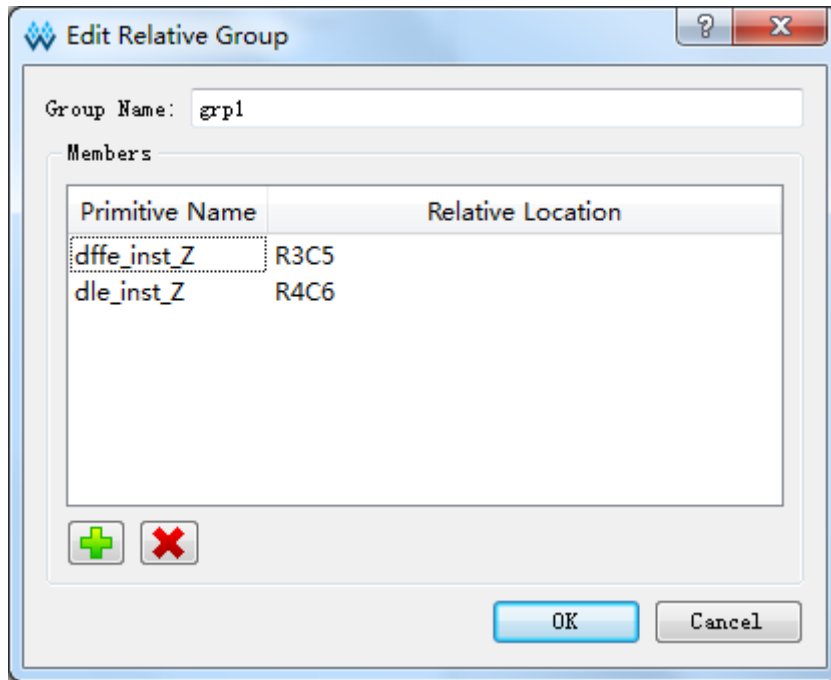 Edit Relative Group
?
Group Name: grp1
Members
Primitive Name Relative Location
dffe_inst_Z R3C5
dle_inst_Z R4C6
OK Cancel